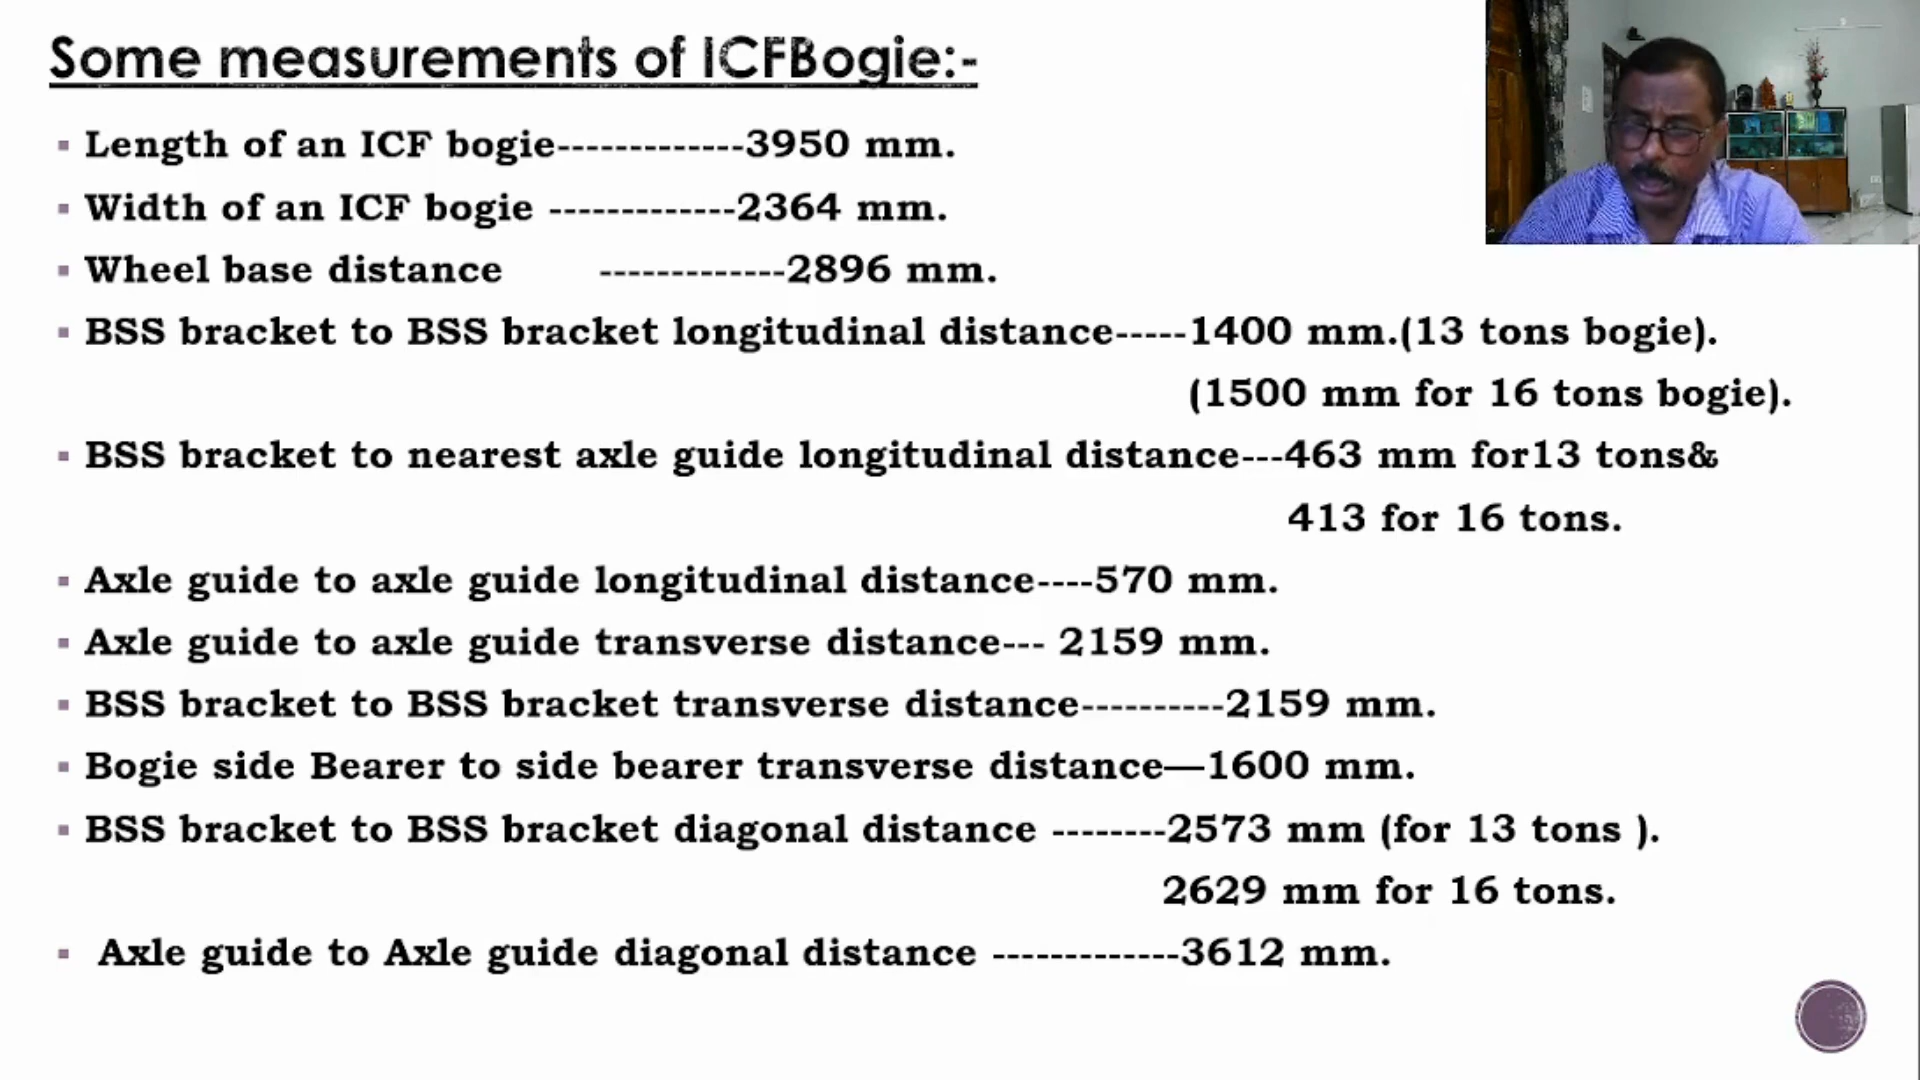 Some measurements of ICFBogie:-
▪ Length of an ICF bogie-------------3950 mm.
▪ Width of an ICF bogie -------------2364 mm.
▪ Wheel base distance -------------2896 mm.
▪ BSS bracket to BSS bracket longitudinal distance-----1400 mm.(13 tons bogie).
(1500 mm for 16 tons bogie).
▪ BSS bracket to nearest axle guide longitudinal distance---463 mm for13 tons&
413 for 16 tons.
▪ Axle guide to axle guide longitudinal distance----570 mm.
▪ Axle guide to axle guide transverse distance--- 2159 mm.
▪ BSS bracket to BSS bracket transverse distance----------2159 mm.
▪ Bogie side Bearer to side bearer transverse distance—1600 mm.
▪ BSS bracket to BSS bracket diagonal distance --------2573 mm (for 13 tons ).
2629 mm for 16 tons.
▪ Axle guide to Axle guide diagonal distance -------------3612 mm.